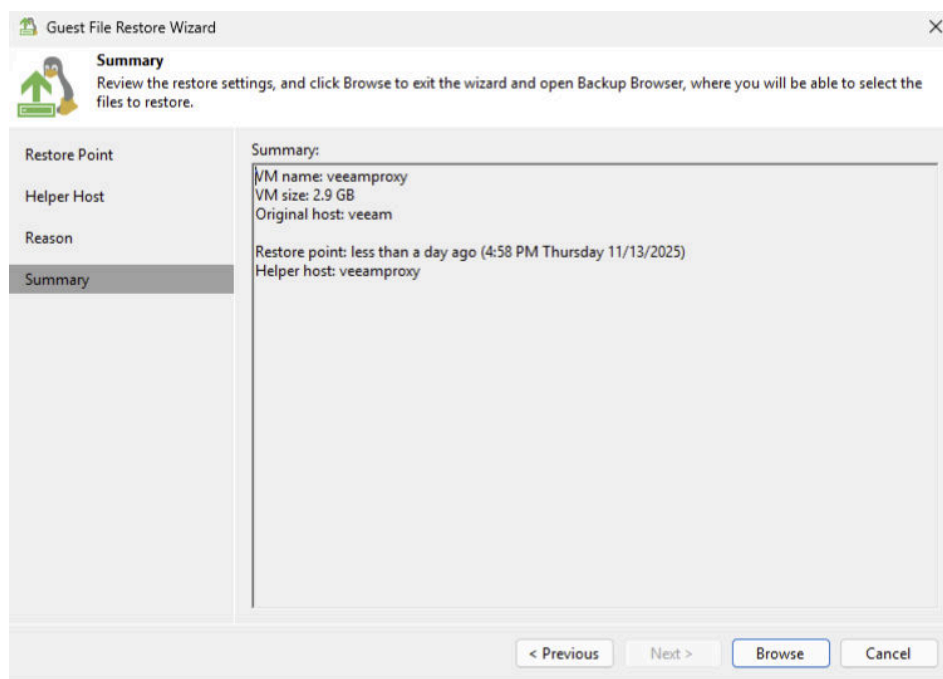 Guest File Restore Wizard
Summary
Review the restore settings, and click Browse to exit the wizard and open Backup Browser, where you will be able to select the
files to restore.
Restore Point
Helper Host
Reason
Summary
Summary:
VM name: veeamproxy
VM size: 2.9 GB
Original host: veeam
Restore point: less than a day ago (4:58 PM Thursday 11/13/2025)
Helper host: veeamproxy
< Previous
Next >
Browse
Cancel